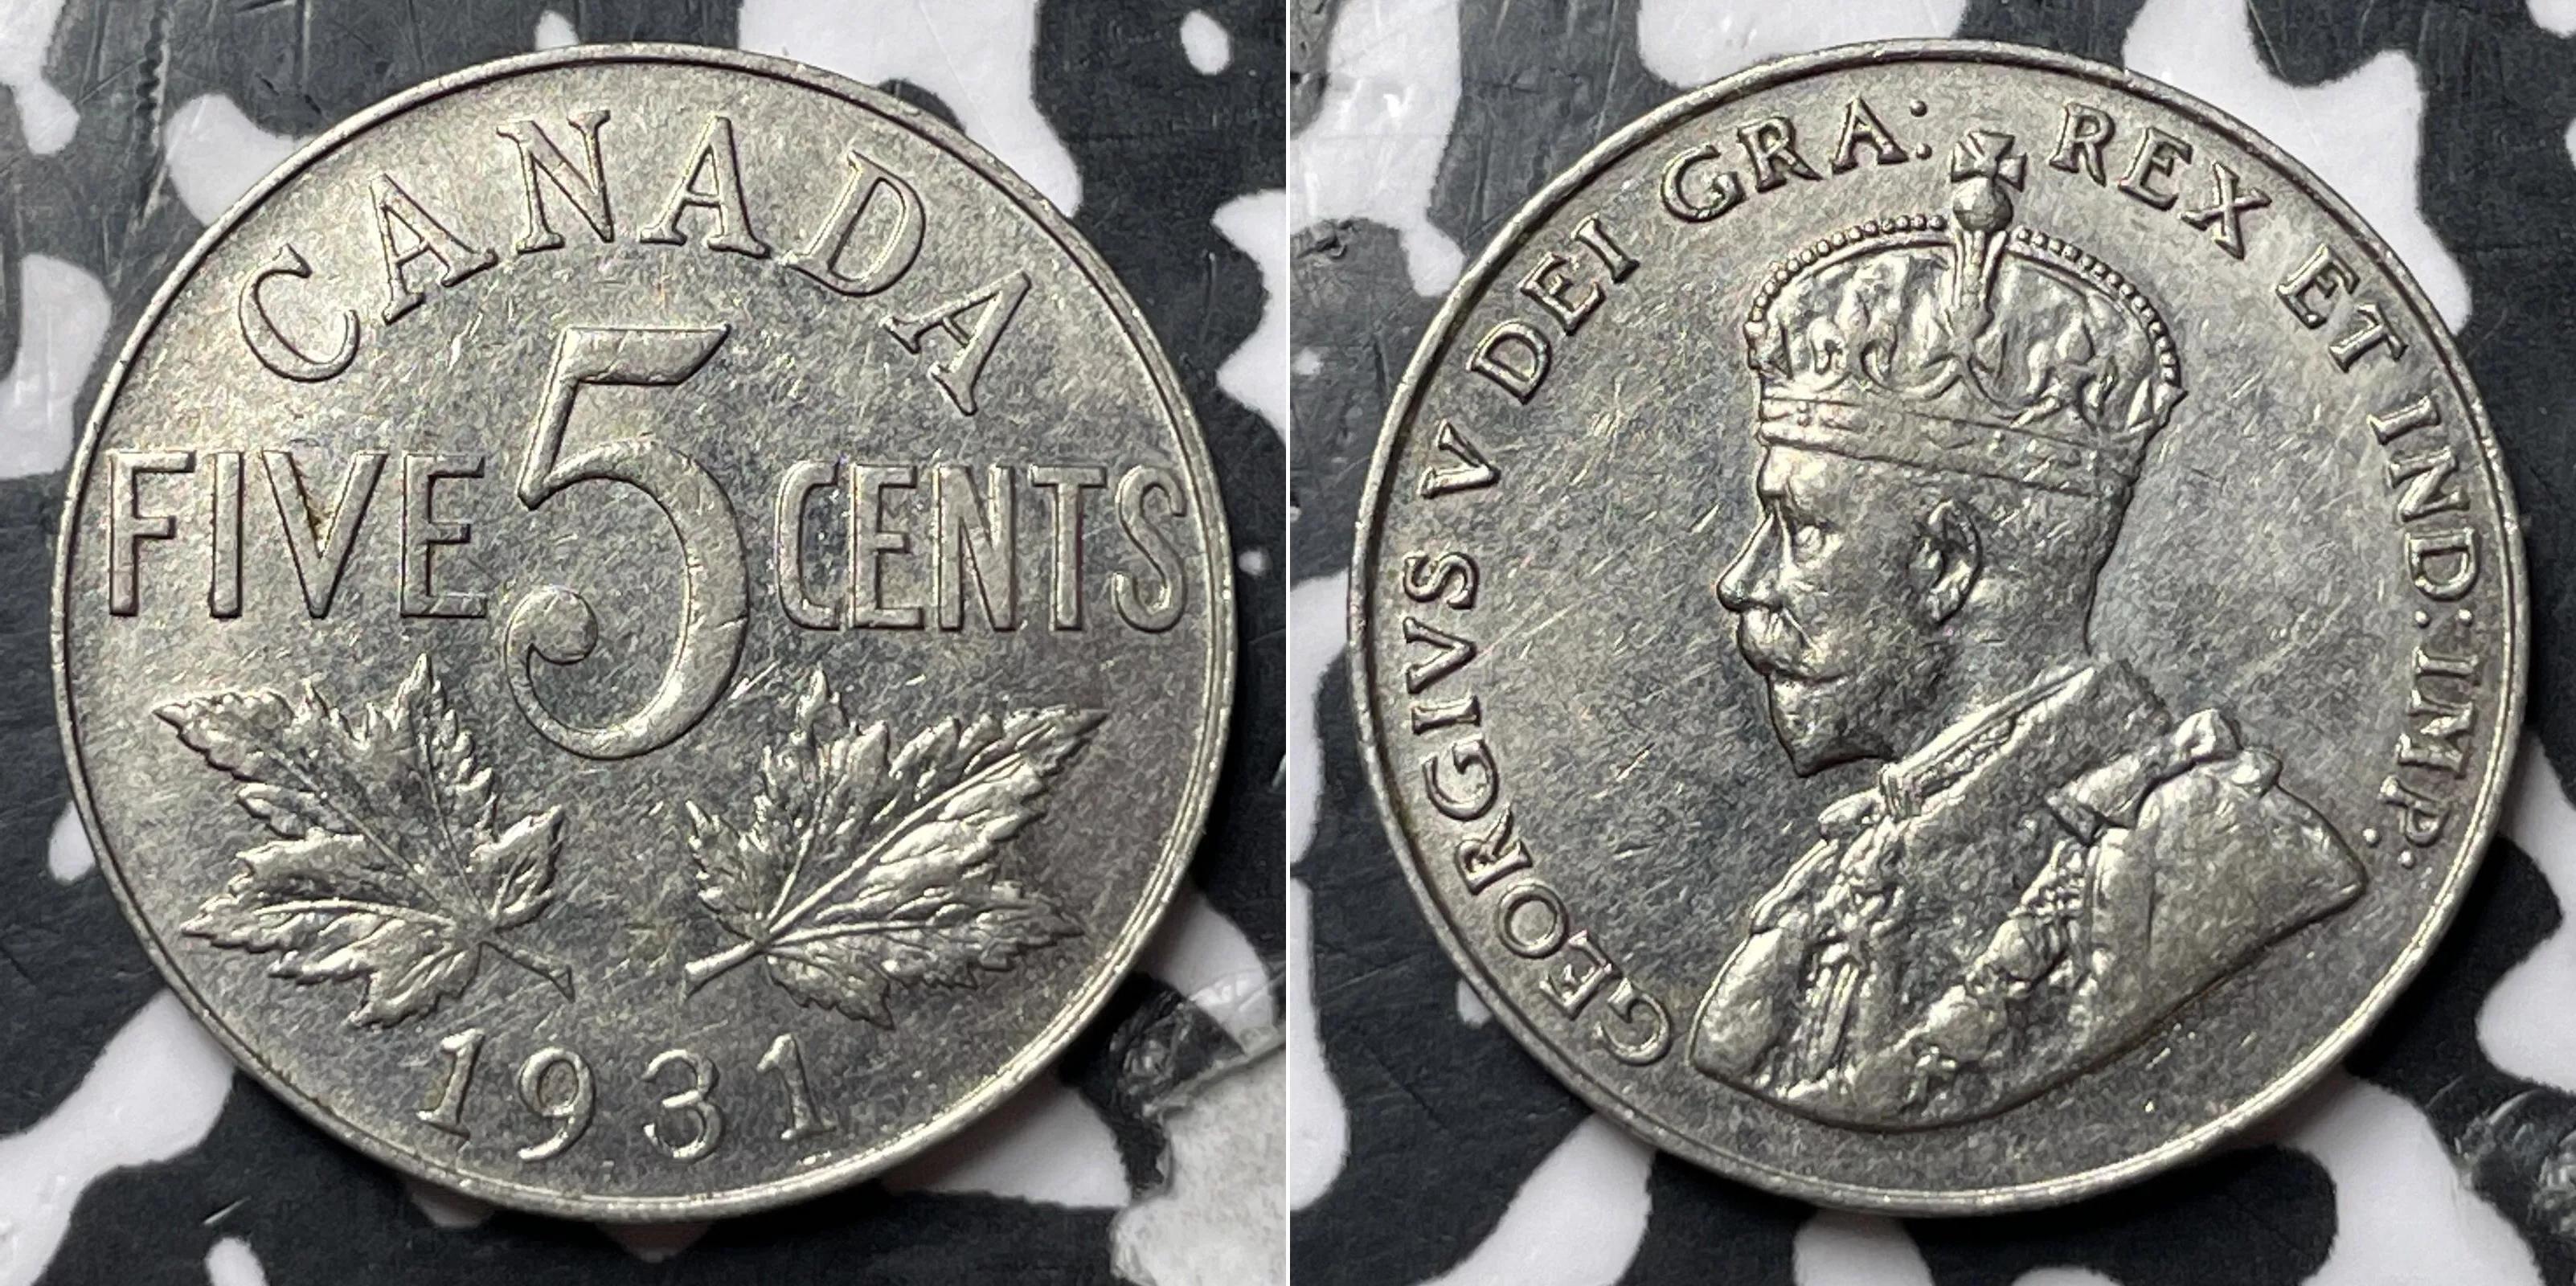 CANADA
FIVE 5 CENTS
1931
GEORGIVS V DEI GRA: REX ET IND: IMP: